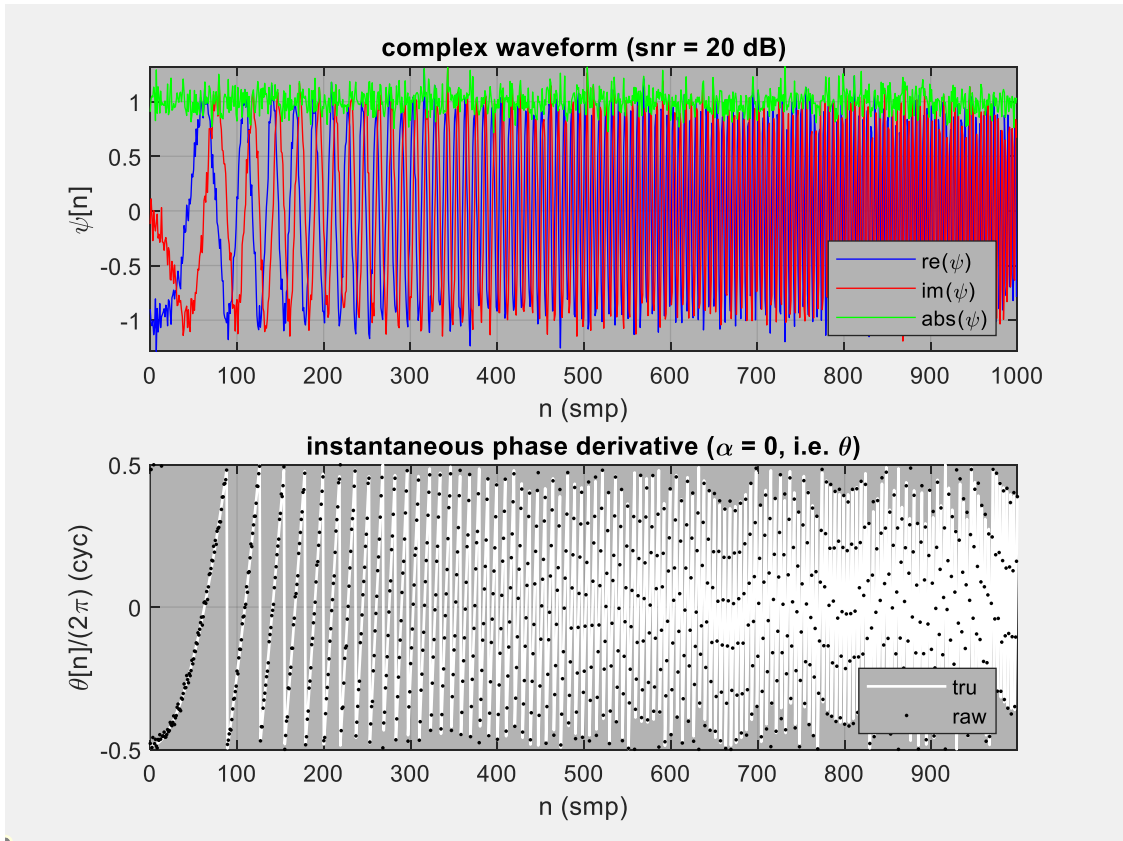 complex waveform (snr = 20 dB)
1
0.5
0
-0.5
-1
ψ[n]
re(ψ)
im(ψ)
abs(ψ)
0 100 200 300 400 500 600 700 800 900 1000
n (smp)
instantaneous phase derivative (α = 0, i.e. θ)
0.5
0
-0.5
θ[n]/(2π) (cyc)
tru
raw
0 100 200 300 400 500 600 700 800 900
n (smp)